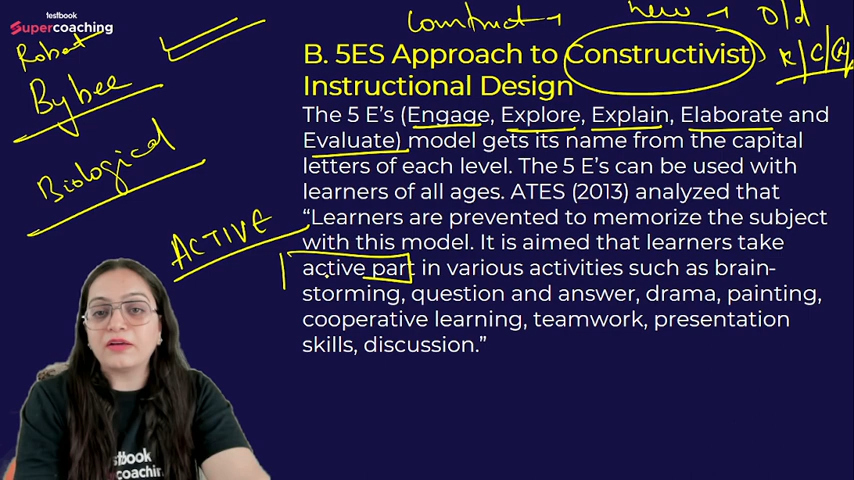 testbook
Supercoaching
construct → new → old
Robert
Bybee
Biological
ACTIVE
B. 5ES Approach to Constructivist
Instructional Design
The 5 E's (Engage, Explore, Explain, Elaborate and
Evaluate) model gets its name from the capital
letters of each level. The 5 E's can be used with
learners of all ages. ATES (2013) analyzed that
“Learners are prevented to memorize the subject
with this model. It is aimed that learners take
active part in various activities such as brain-
storming, question and answer, drama, painting,
cooperative learning, teamwork, presentation
skills, discussion.”
stbook
coaching